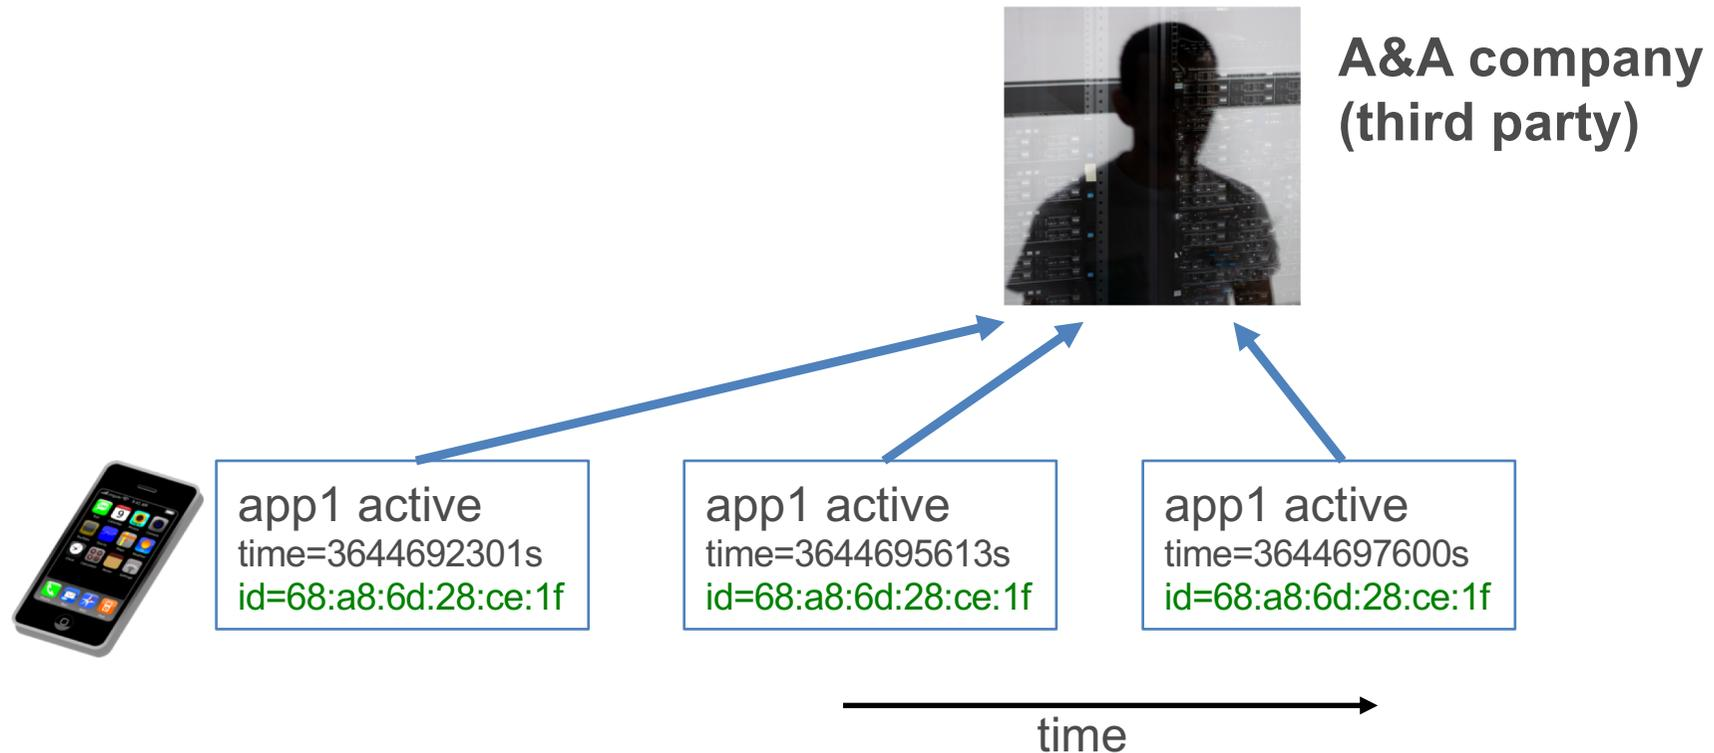 A&A company
(third party)
app1 active
time=3644692301s
id=68:a8:6d:28:ce:1f
app1 active
time=3644695613s
id=68:a8:6d:28:ce:1f
app1 active
time=3644697600s
id=68:a8:6d:28:ce:1f
time